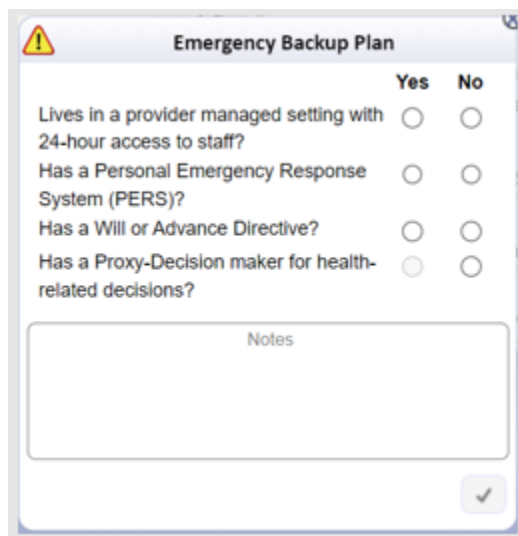 Emergency Backup Plan
Yes No
Lives in a provider managed setting with
24-hour access to staff?
Has a Personal Emergency Response
System (PERS)?
Has a Will or Advance Directive?
Has a Proxy-Decision maker for health-
related decisions?
Notes